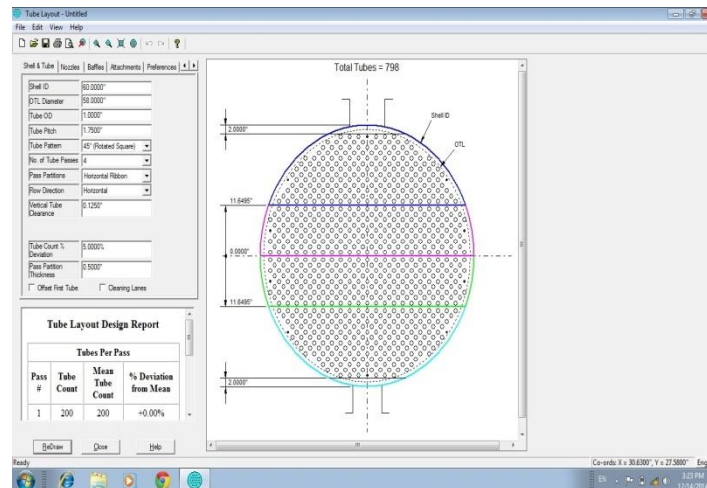 Tube Layout - Untitled
File Edit View Help
Shell & Tube Nozzles Baffles Attachments Preferences
Shell ID 60.0000"
OTL Diameter 58.0000"
Tube OD 1.0000"
Tube Pitch 1.7500"
Tube Pattern 45° (Rotated Square)
No. of Tube Passes 4
Pass Partitions Horizontal Ribbon
Flow Direction Horizontal
Vertical Tube Clearance 0.1250"
Tube Count % Deviation 5.0000%
Pass Partition Thickness 0.5000"
Offset First Tube Cleaning Lanes
Tube Layout Design Report
Tubes Per Pass
Pass # Tube Count Mean Tube Count % Deviation from Mean
1 200 200 +0.00%
ReDraw Close Help
Total Tubes = 798
Shell ID
OTL
2.0000"
11.6495"
0.0000"
11.6495"
2.0000"
Ready
Co-ords: X = 30.6300", Y = 27.5800" Eng
EN
3:23 PM